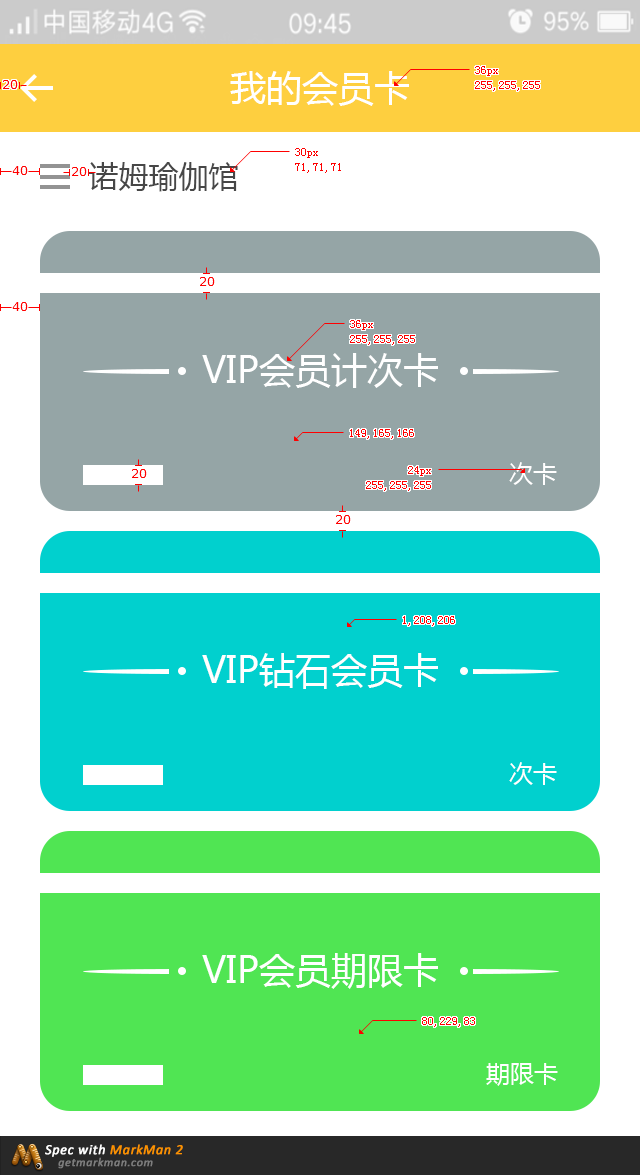 中国移动4G 09:45 95%
20 我的会员卡 36px
255, 255, 255
40 20 诺姆瑜伽馆 30px
71, 71, 71
20
40
36px
255, 255, 255
VIP会员计次卡
149, 165, 166
20 24px 次卡
255, 255, 255
20
1, 208, 206
VIP钻石会员卡
次卡
VIP会员期限卡
80, 229, 83
期限卡
Spec with MarkMan 2
getmarkman.com